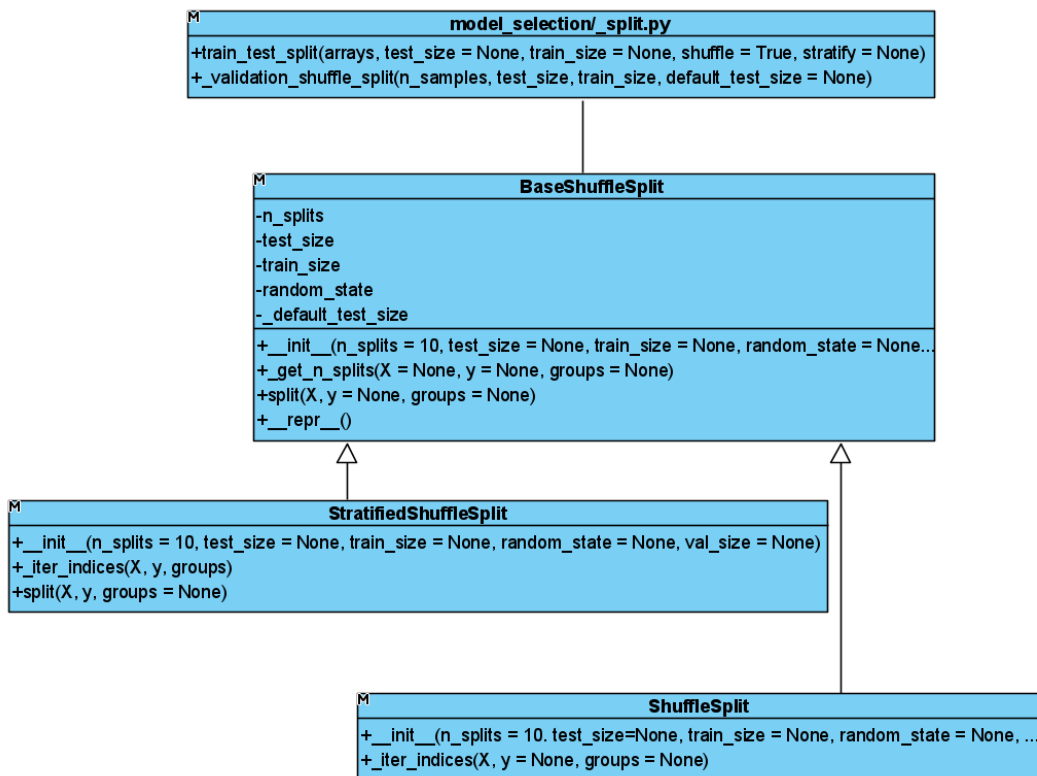 M
model_selection/_split.py
+train_test_split(arrays, test_size = None, train_size = None, shuffle = True, stratify = None)
+_validation_shuffle_split(n_samples, test_size, train_size, default_test_size = None)
M
BaseShuffleSplit
-n_splits
-test_size
-train_size
-random_state
-_default_test_size
+__init__(n_splits = 10, test_size = None, train_size = None, random_state = None...
+_get_n_splits(X = None, y = None, groups = None)
+split(X, y = None, groups = None)
+__repr__()
M
StratifiedShuffleSplit
+__init__(n_splits = 10, test_size = None, train_size = None, random_state = None, val_size = None)
+_iter_indices(X, y, groups)
+split(X, y, groups = None)
M
ShuffleSplit
+__init__(n_splits = 10. test_size=None, train_size = None, random_state = None, ...
+_iter_indices(X, y = None, groups = None)